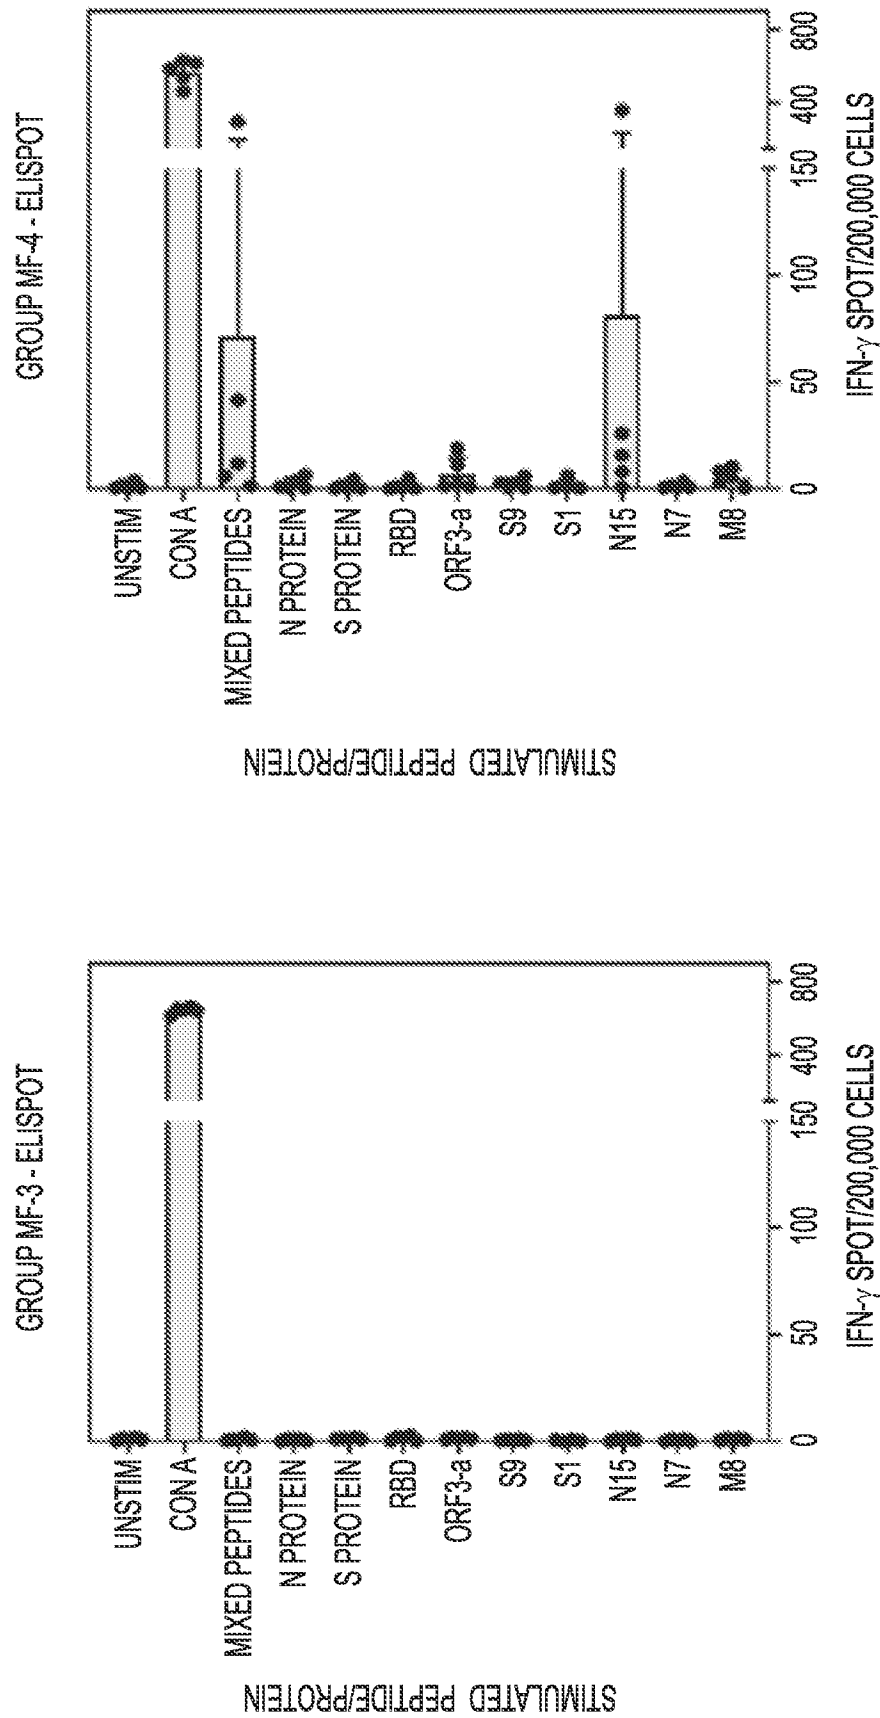 GROUP MF-3 - ELISPOT
IFN-γ SPOT/200,000 CELLS
800
400
150
100
50
0
UNSTIM
CON A
MIXED PEPTIDES
N PROTEIN
S PROTEIN
RBD
ORF3-a
S9
S1
N15
N7
M8
STIMULATED PEPTIDE/PROTEIN
GROUP MF-4 - ELISPOT
IFN-γ SPOT/200,000 CELLS
800
400
150
100
50
0
UNSTIM
CON A
MIXED PEPTIDES
N PROTEIN
S PROTEIN
RBD
ORF3-a
S9
S1
N15
N7
M8
STIMULATED PEPTIDE/PROTEIN